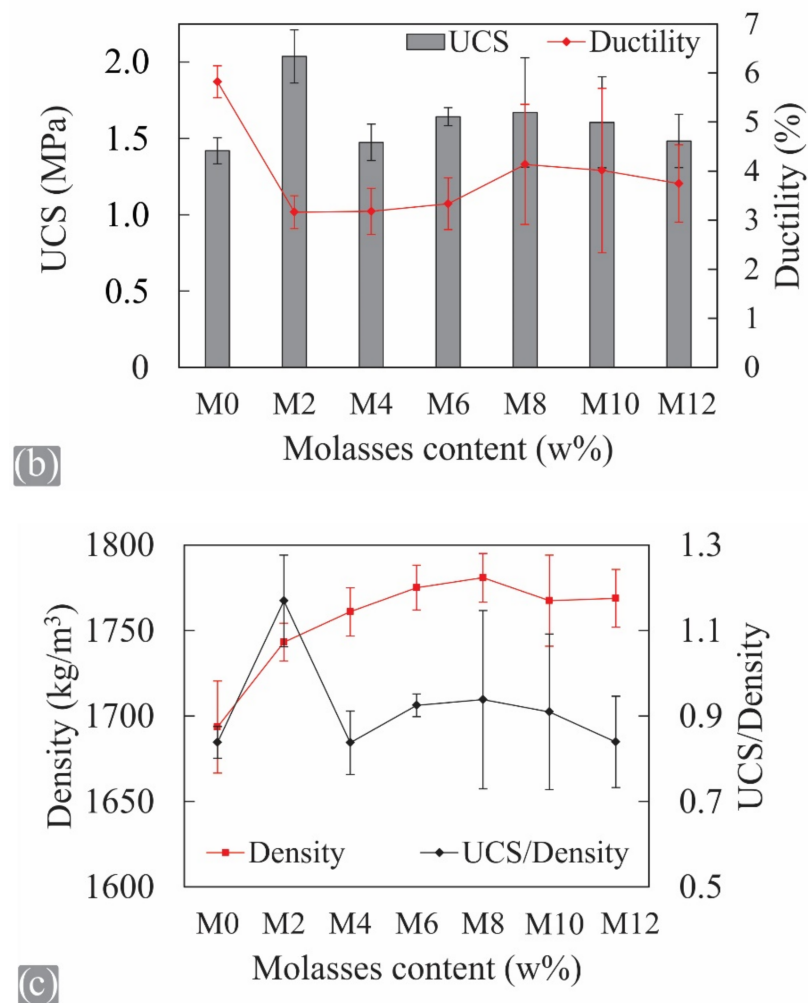 UCS Ductility
UCS (MPa)
2.0
1.5
1.0
0.5
0
Ductility (%)
7
6
5
4
3
2
1
0
M0 M2 M4 M6 M8 M10 M12
Molasses content (w%)
(b)
Density (kg/m³)
1800
1750
1700
1650
1600
UCS/Density
1.3
1.1
0.9
0.7
0.5
Density UCS/Density
M0 M2 M4 M6 M8 M10 M12
Molasses content (w%)
(c)